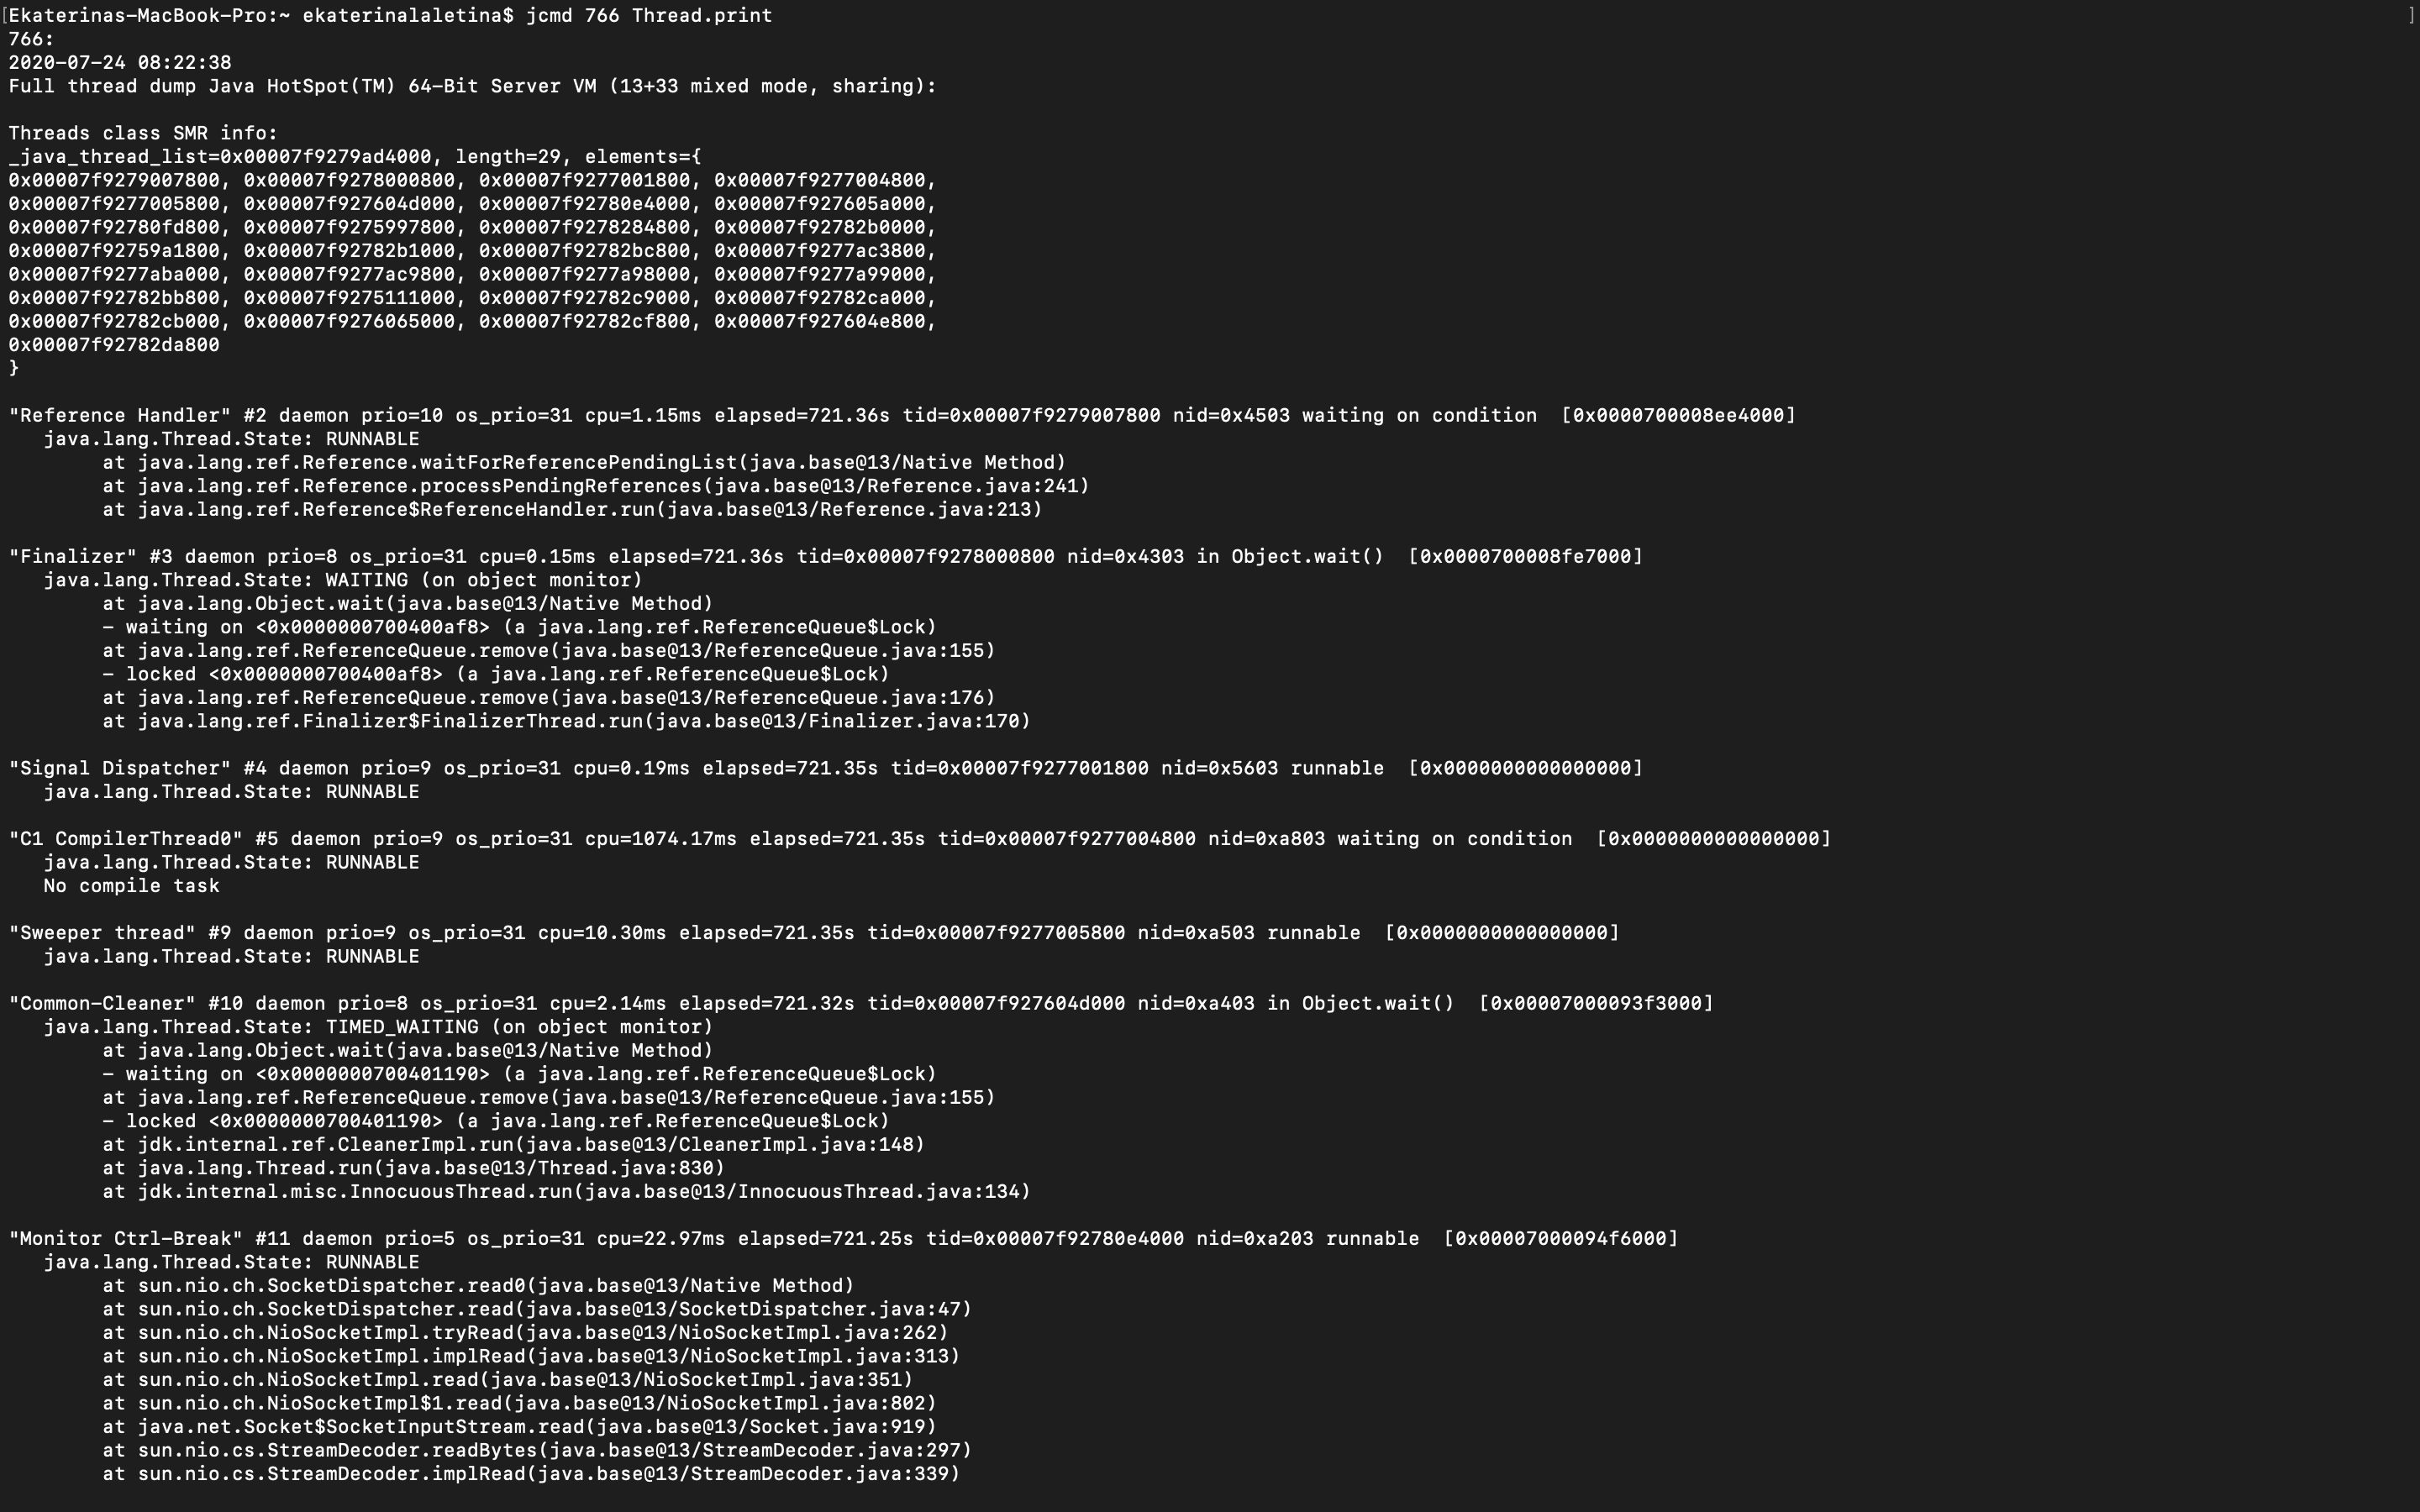 [Ekaterinas-MacBook-Pro:~ ekaterinalaletina$ jcmd 766 Thread.print ]
766:
2020-07-24 08:22:38
Full thread dump Java HotSpot(TM) 64-Bit Server VM (13+33 mixed mode, sharing):
Threads class SMR info:
_java_thread_list=0x00007f9279ad4000, length=29, elements={
0x00007f9279007800, 0x00007f9278000800, 0x00007f9277001800, 0x00007f9277004800,
0x00007f9277005800, 0x00007f927604d000, 0x00007f92780e4000, 0x00007f927605a000,
0x00007f92780fd800, 0x00007f9275997800, 0x00007f9278284800, 0x00007f92782b0000,
0x00007f92759a1800, 0x00007f92782b1000, 0x00007f92782bc800, 0x00007f9277ac3800,
0x00007f9277aba000, 0x00007f9277ac9800, 0x00007f9277a98000, 0x00007f9277a99000,
0x00007f92782bb800, 0x00007f9275111000, 0x00007f92782c9000, 0x00007f92782ca000,
0x00007f92782cb000, 0x00007f9276065000, 0x00007f92782cf800, 0x00007f927604e800,
0x00007f92782da800
}
"Reference Handler" #2 daemon prio=10 os_prio=31 cpu=1.15ms elapsed=721.36s tid=0x00007f9279007800 nid=0x4503 waiting on condition  [0x0000700008ee4000]
java.lang.Thread.State: RUNNABLE
at java.lang.ref.Reference.waitForReferencePendingList(java.base@13/Native Method)
at java.lang.ref.Reference.processPendingReferences(java.base@13/Reference.java:241)
at java.lang.ref.Reference$ReferenceHandler.run(java.base@13/Reference.java:213)
"Finalizer" #3 daemon prio=8 os_prio=31 cpu=0.15ms elapsed=721.36s tid=0x00007f9278000800 nid=0x4303 in Object.wait()  [0x0000700008fe7000]
java.lang.Thread.State: WAITING (on object monitor)
at java.lang.Object.wait(java.base@13/Native Method)
- waiting on <0x0000000700400af8> (a java.lang.ref.ReferenceQueue$Lock)
at java.lang.ref.ReferenceQueue.remove(java.base@13/ReferenceQueue.java:155)
- locked <0x0000000700400af8> (a java.lang.ref.ReferenceQueue$Lock)
at java.lang.ref.ReferenceQueue.remove(java.base@13/ReferenceQueue.java:176)
at java.lang.ref.Finalizer$FinalizerThread.run(java.base@13/Finalizer.java:170)
"Signal Dispatcher" #4 daemon prio=9 os_prio=31 cpu=0.19ms elapsed=721.35s tid=0x00007f9277001800 nid=0x5603 runnable  [0x0000000000000000]
java.lang.Thread.State: RUNNABLE
"C1 CompilerThread0" #5 daemon prio=9 os_prio=31 cpu=1074.17ms elapsed=721.35s tid=0x00007f9277004800 nid=0xa803 waiting on condition  [0x0000000000000000]
java.lang.Thread.State: RUNNABLE
No compile task
"Sweeper thread" #9 daemon prio=9 os_prio=31 cpu=10.30ms elapsed=721.35s tid=0x00007f9277005800 nid=0xa503 runnable  [0x0000000000000000]
java.lang.Thread.State: RUNNABLE
"Common-Cleaner" #10 daemon prio=8 os_prio=31 cpu=2.14ms elapsed=721.32s tid=0x00007f927604d000 nid=0xa403 in Object.wait()  [0x00007000093f3000]
java.lang.Thread.State: TIMED_WAITING (on object monitor)
at java.lang.Object.wait(java.base@13/Native Method)
- waiting on <0x0000000700401190> (a java.lang.ref.ReferenceQueue$Lock)
at java.lang.ref.ReferenceQueue.remove(java.base@13/ReferenceQueue.java:155)
- locked <0x0000000700401190> (a java.lang.ref.ReferenceQueue$Lock)
at jdk.internal.ref.CleanerImpl.run(java.base@13/CleanerImpl.java:148)
at java.lang.Thread.run(java.base@13/Thread.java:830)
at jdk.internal.misc.InnocuousThread.run(java.base@13/InnocuousThread.java:134)
"Monitor Ctrl-Break" #11 daemon prio=5 os_prio=31 cpu=22.97ms elapsed=721.25s tid=0x00007f92780e4000 nid=0xa203 runnable  [0x00007000094f6000]
java.lang.Thread.State: RUNNABLE
at sun.nio.ch.SocketDispatcher.read0(java.base@13/Native Method)
at sun.nio.ch.SocketDispatcher.read(java.base@13/SocketDispatcher.java:47)
at sun.nio.ch.NioSocketImpl.tryRead(java.base@13/NioSocketImpl.java:262)
at sun.nio.ch.NioSocketImpl.implRead(java.base@13/NioSocketImpl.java:313)
at sun.nio.ch.NioSocketImpl.read(java.base@13/NioSocketImpl.java:351)
at sun.nio.ch.NioSocketImpl$1.read(java.base@13/NioSocketImpl.java:802)
at java.net.Socket$SocketInputStream.read(java.base@13/Socket.java:919)
at sun.nio.cs.StreamDecoder.readBytes(java.base@13/StreamDecoder.java:297)
at sun.nio.cs.StreamDecoder.implRead(java.base@13/StreamDecoder.java:339)